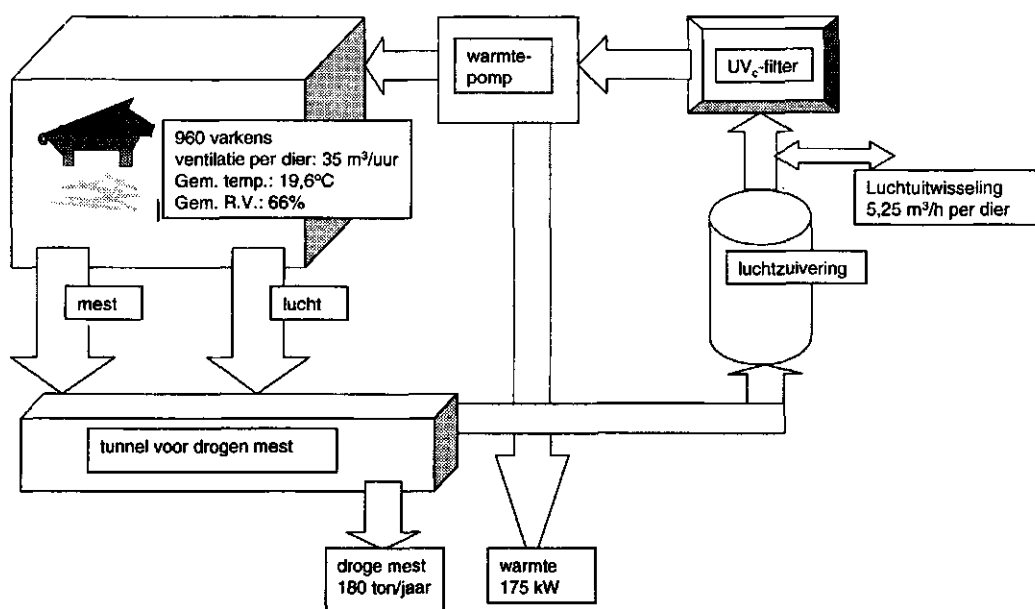 warmte-
pomp
UVc-filter
960 varkens
ventilatie per dier: 35 m³/uur
Gem. temp.: 19,6ºC
Gem. R.V.: 66%
Luchtuitwisseling
5,25 m³/h per dier
luchtzuivering
mest
lucht
tunnel voor drogen mest
droge mest
180 ton/jaar
warmte
175 kW